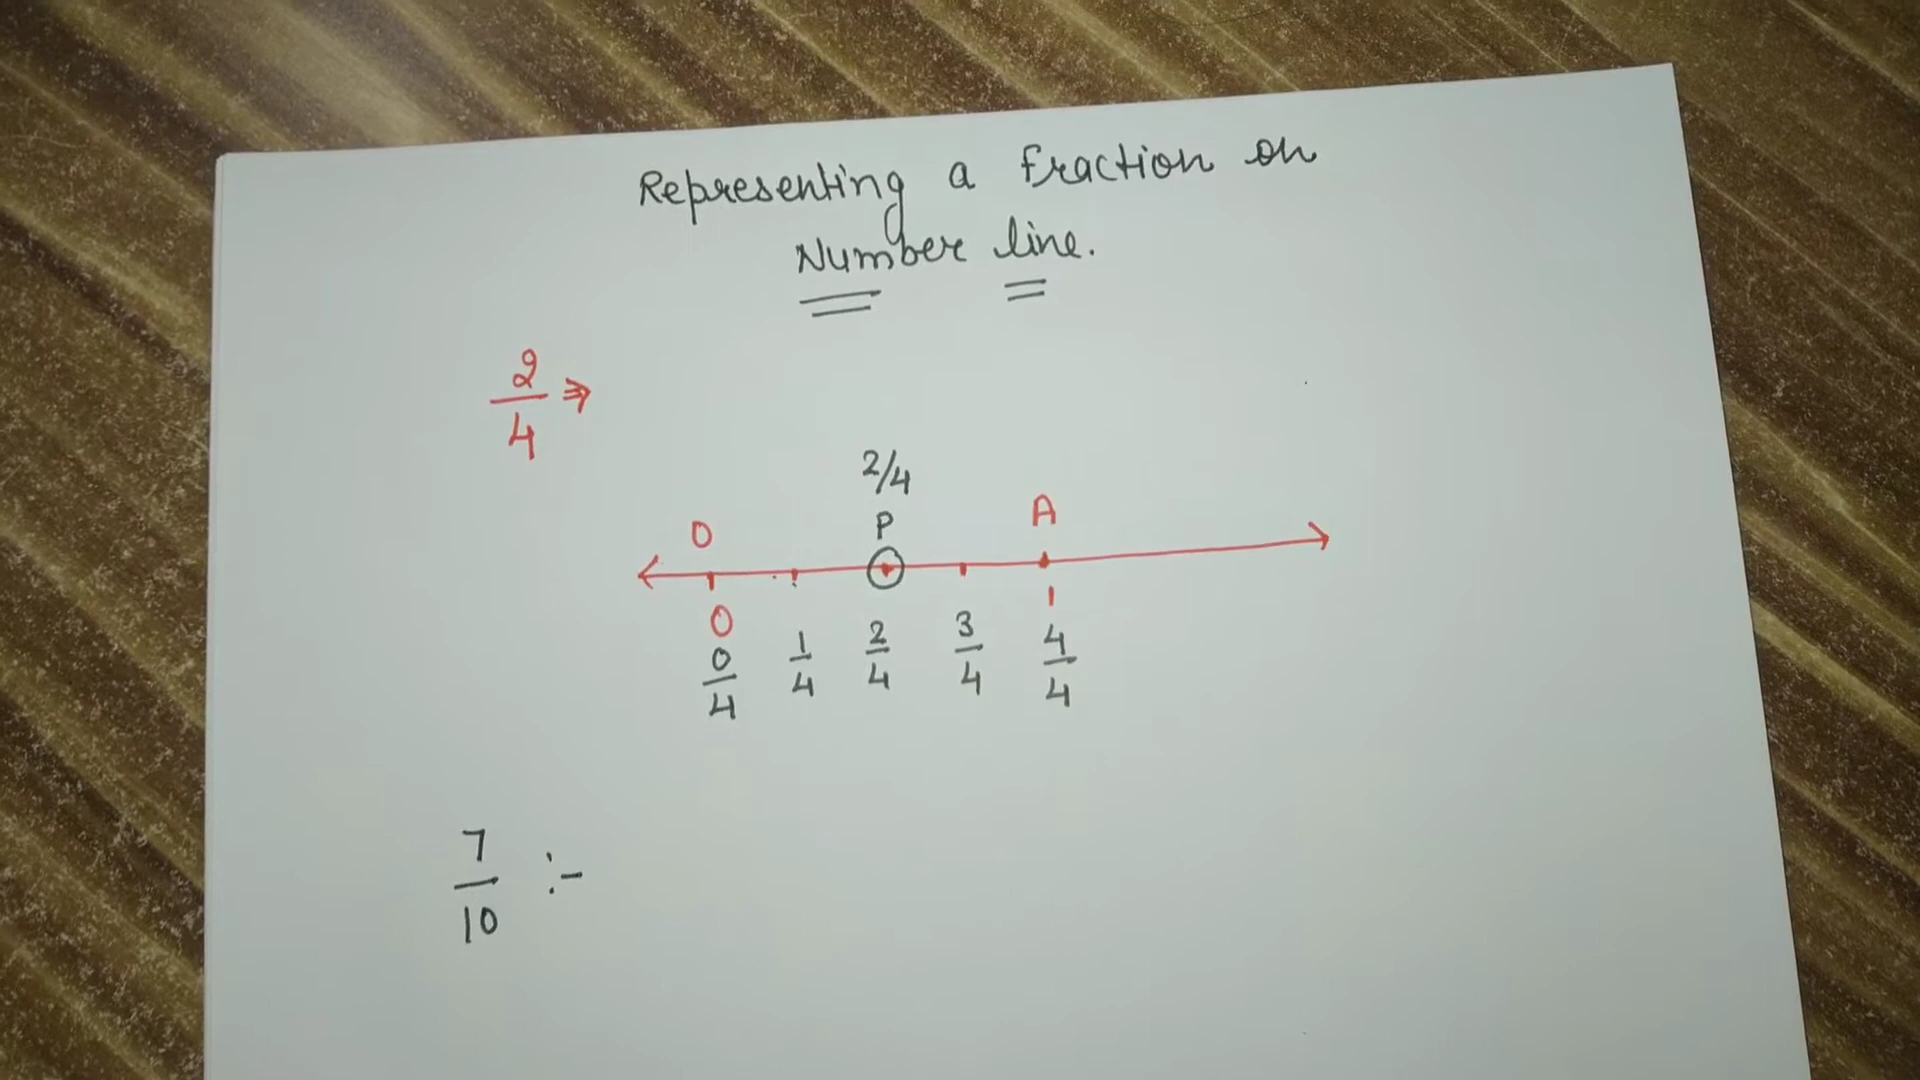 Representing a fraction on
Number line.
2/4 ⇒
2/4
O P A
0 1
0/4 1/4 2/4 3/4 4/4
7/10 :-